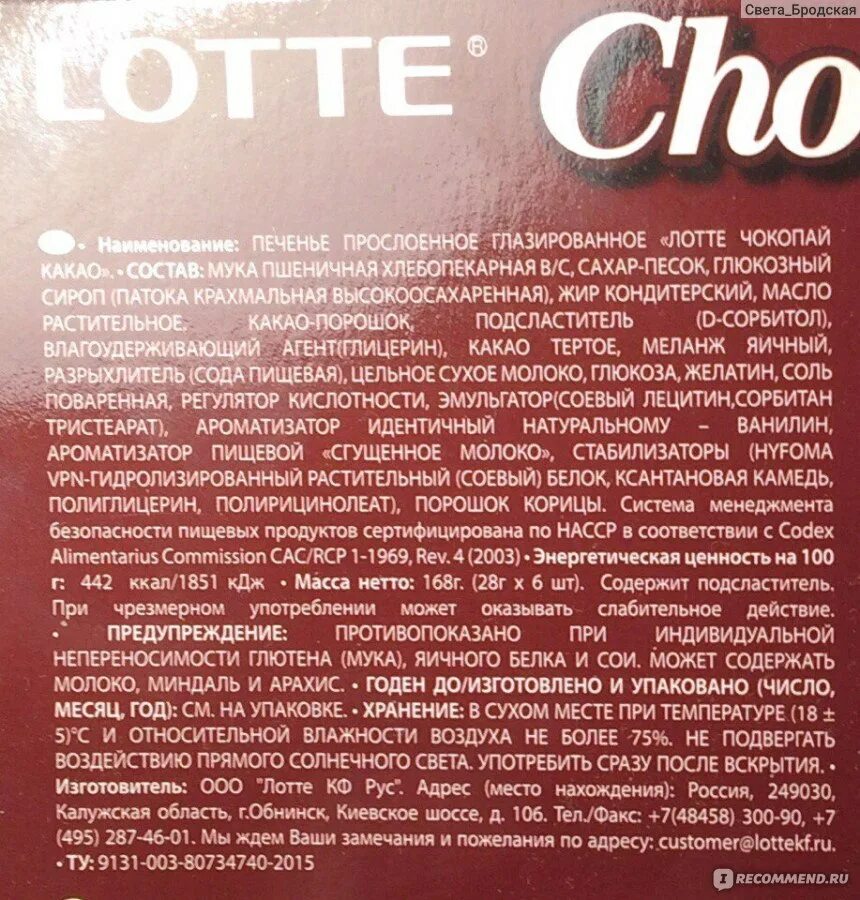 Света_Бродская
LOTTE® Cho
• Наименование: ПЕЧЕНЬЕ ПРОСЛОЕННОЕ ГЛАЗИРОВАННОЕ «ЛОТТЕ ЧОКОПАЙ
КАКАО». • СОСТАВ: МУКА ПШЕНИЧНАЯ ХЛЕБОПЕКАРНАЯ В/С, САХАР-ПЕСОК, ГЛЮКОЗНЫЙ
СИРОП (ПАТОКА КРАХМАЛЬНАЯ ВЫСОКООСАХАРЕННАЯ), ЖИР КОНДИТЕРСКИЙ, МАСЛО
РАСТИТЕЛЬНОЕ, КАКАО-ПОРОШОК, ПОДСЛАСТИТЕЛЬ (D-СОРБИТОЛ),
ВЛАГОУДЕРЖИВАЮЩИЙ АГЕНТ(ГЛИЦЕРИН), КАКАО ТЕРТОЕ, МЕЛАНЖ ЯИЧНЫЙ,
РАЗРЫХЛИТЕЛЬ (СОДА ПИЩЕВАЯ), ЦЕЛЬНОЕ СУХОЕ МОЛОКО, ГЛЮКОЗА, ЖЕЛАТИН, СОЛЬ
ПОВАРЕННАЯ, РЕГУЛЯТОР КИСЛОТНОСТИ, ЭМУЛЬГАТОР(СОЕВЫЙ ЛЕЦИТИН,СОРБИТАН
ТРИСТЕАРАТ), АРОМАТИЗАТОР ИДЕНТИЧНЫЙ НАТУРАЛЬНОМУ – ВАНИЛИН,
АРОМАТИЗАТОР ПИЩЕВОЙ «СГУЩЕННОЕ МОЛОКО», СТАБИЛИЗАТОРЫ (HYFOMA
VPN-ГИДРОЛИЗИРОВАННЫЙ РАСТИТЕЛЬНЫЙ (СОЕВЫЙ) БЕЛОК, КСАНТАНОВАЯ КАМЕДЬ,
ПОЛИГЛИЦЕРИН, ПОЛИРИЦИНОЛЕАТ), ПОРОШОК КОРИЦЫ. Система менеджмента
безопасности пищевых продуктов сертифицирована по НАССР в соответствии с Codex
Alimentarius Commission CAC/RCP 1-1969, Rev. 4 (2003) • Энергетическая ценность на 100
г: 442 ккал/1851 кДж • Масса нетто: 168г. (28г х 6 шт). Содержит подсластитель.
При чрезмерном употреблении может оказывать слабительное действие.
• ПРЕДУПРЕЖДЕНИЕ: ПРОТИВОПОКАЗАНО ПРИ ИНДИВИДУАЛЬНОЙ
НЕПЕРЕНОСИМОСТИ ГЛЮТЕНА (МУКА), ЯИЧНОГО БЕЛКА И СОИ. МОЖЕТ СОДЕРЖАТЬ
МОЛОКО, МИНДАЛЬ И АРАХИС. • ГОДЕН ДО/ИЗГОТОВЛЕНО И УПАКОВАНО (ЧИСЛО,
МЕСЯЦ, ГОД): СМ. НА УПАКОВКЕ. • ХРАНЕНИЕ: В СУХОМ МЕСТЕ ПРИ ТЕМПЕРАТУРЕ (18 ±
5)°С И ОТНОСИТЕЛЬНОЙ ВЛАЖНОСТИ ВОЗДУХА НЕ БОЛЕЕ 75%. НЕ ПОДВЕРГАТЬ
ВОЗДЕЙСТВИЮ ПРЯМОГО СОЛНЕЧНОГО СВЕТА. УПОТРЕБИТЬ СРАЗУ ПОСЛЕ ВСКРЫТИЯ. •
Изготовитель: ООО "Лотте КФ Рус". Адрес (место нахождения): Россия, 249030,
Калужская область, г.Обнинск, Киевское шоссе, д. 106. Тел./Факс: +7(48458) 300-90, +7
(495) 287-46-01. Мы ждем Ваши замечания и пожелания по адресу: customer@lottekf.ru.
• ТУ: 9131-003-80734740-2015
IRECOMMEND.RU